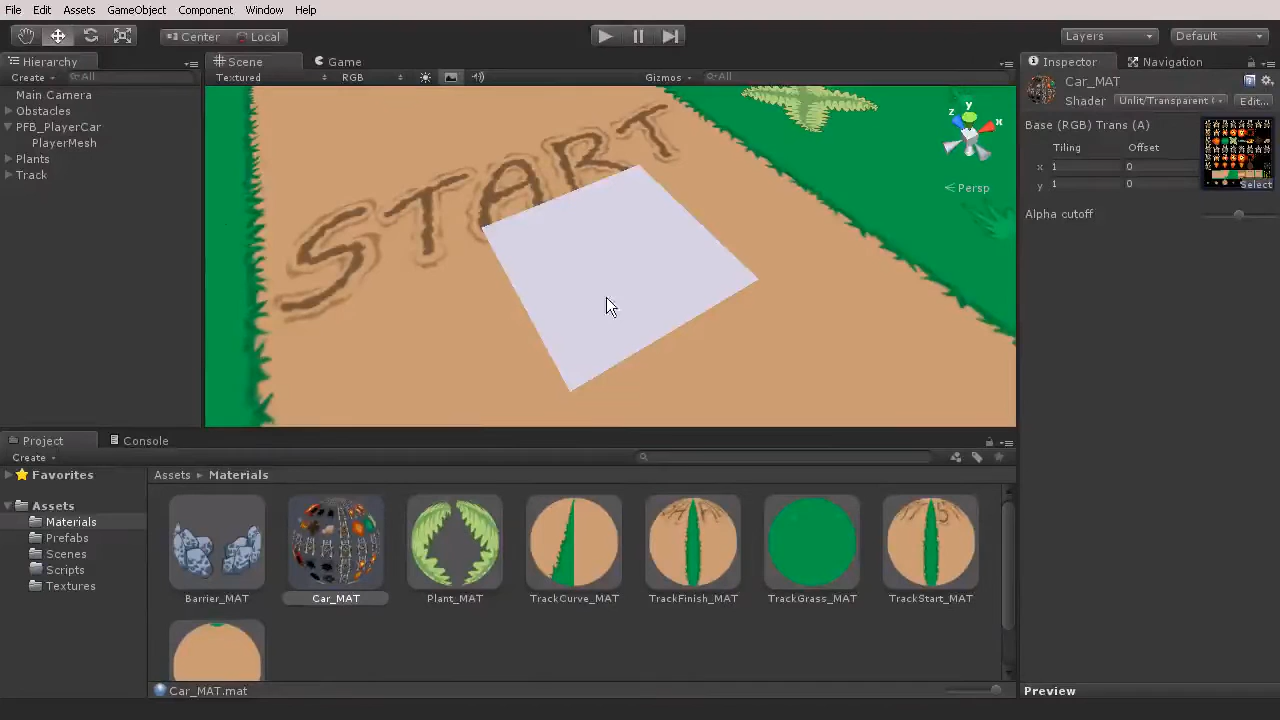 File Edit Assets GameObject Component Window Help
Center Local Layers Default
Hierarchy Scene Game Inspector Navigation
Create All Textured RGB Gizmos All
Main Camera
Obstacles
PFB_PlayerCar
PlayerMesh
Plants
Track
START
y
z x
Persp
Car_MAT
Shader Unlit/Transparent C Edit...
Base (RGB) Trans (A)
Tiling Offset
x 1 0
y 1 0
Select
Alpha cutoff
Project Console
Create
Favorites
Assets
Materials
Prefabs
Scenes
Scripts
Textures
Assets Materials
Barrier_MAT Car_MAT Plant_MAT TrackCurve_MAT TrackFinish_MAT TrackGrass_MAT TrackStart_MAT
Car_MAT.mat
Preview